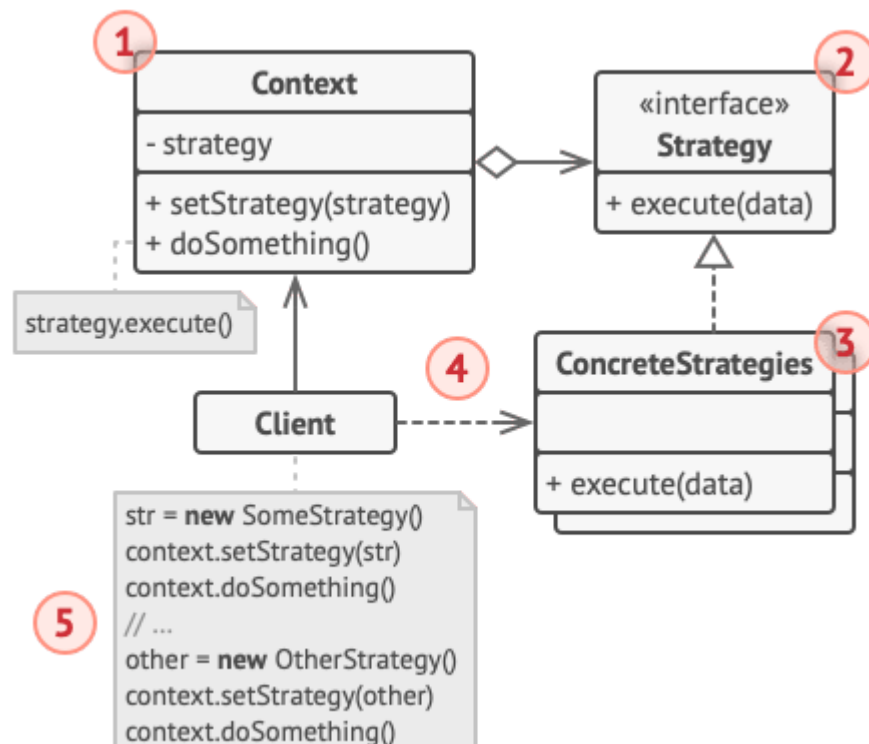 1
Context
- strategy
+ setStrategy(strategy)
+ doSomething()
2
«interface»
Strategy
+ execute(data)
strategy.execute()
3
ConcreteStrategies
+ execute(data)
4
Client
5
str = new SomeStrategy()
context.setStrategy(str)
context.doSomething()
// ...
other = new OtherStrategy()
context.setStrategy(other)
context.doSomething()